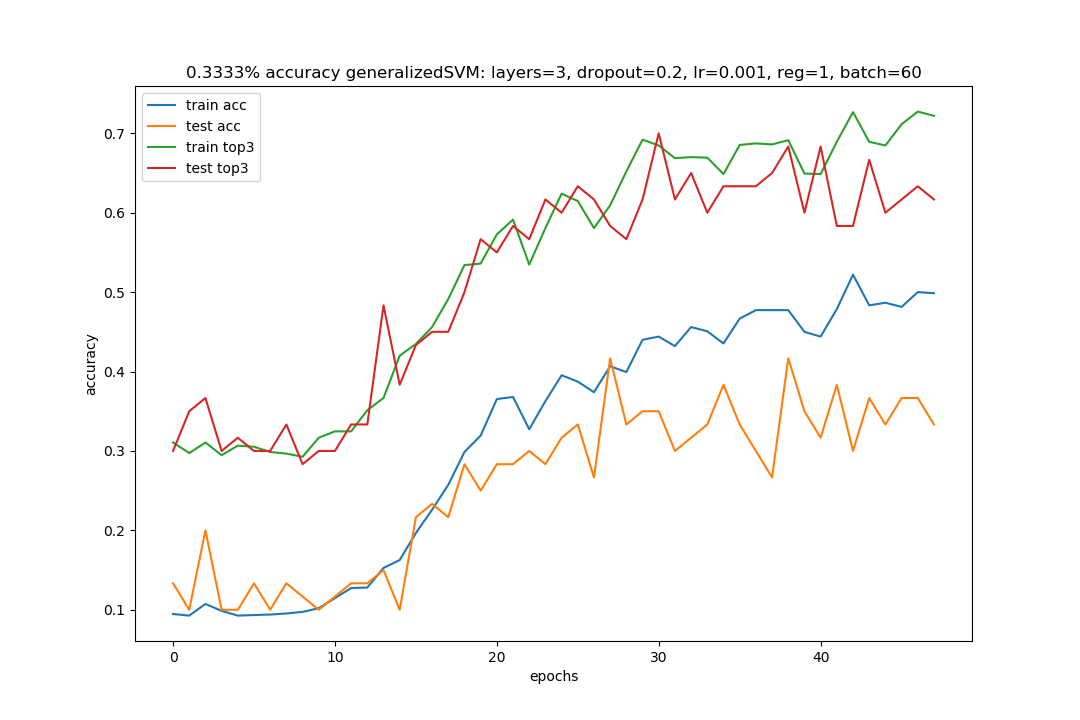 0.3333% accuracy generalizedSVM: layers=3, dropout=0.2, lr=0.001, reg=1, batch=60
train acc
test acc
train top3
test top3
0.7
0.6
0.5
0.4
0.3
0.2
0.1
accuracy
0 10 20 30 40
epochs